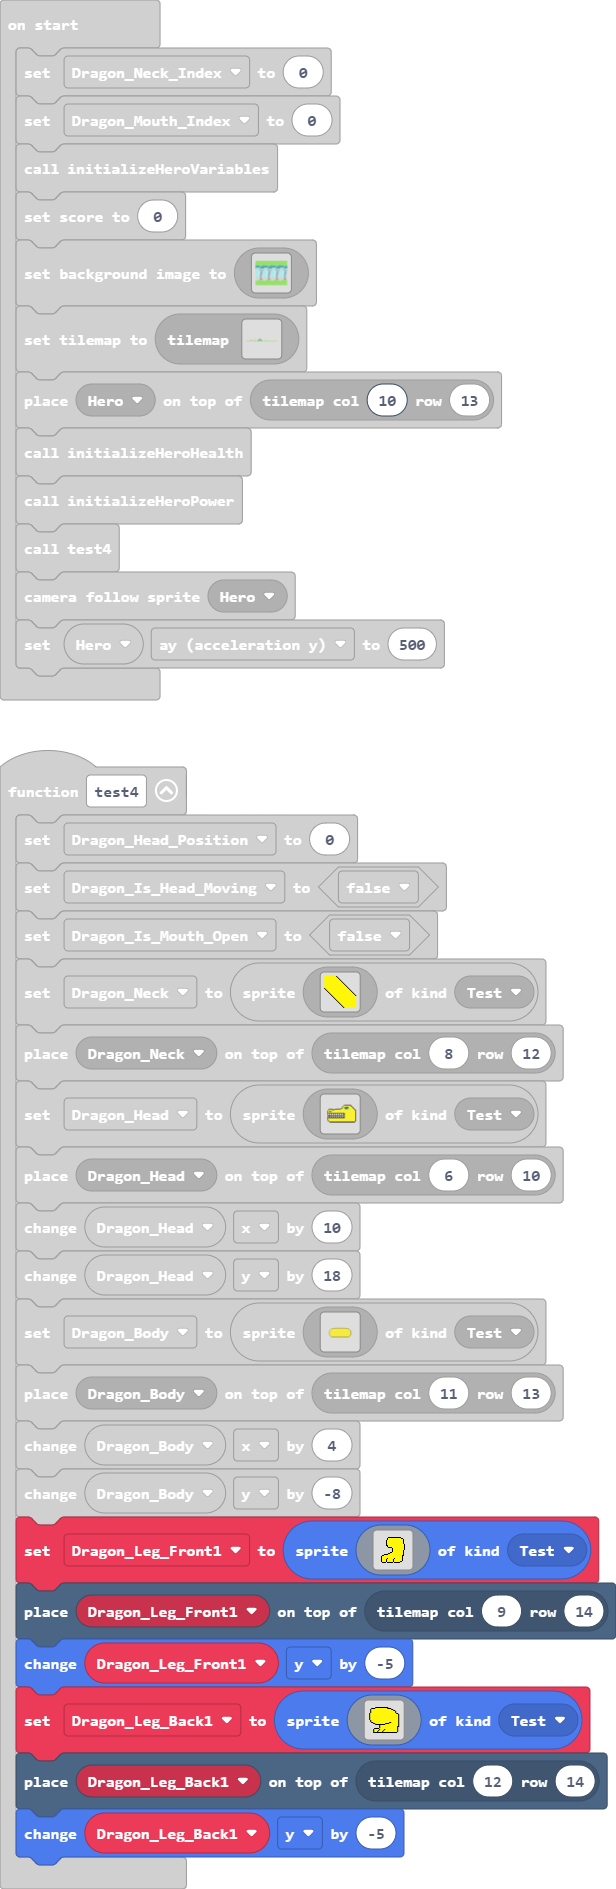 on start
set Dragon_Neck_Index to 0
set Dragon_Mouth_Index to 0
call initializeHeroVariables
set score to 0
set background image to
set tilemap to tilemap
place Hero on top of tilemap col 10 row 13
call initializeHeroHealth
call initializeHeroPower
call test4
camera follow sprite Hero
set Hero ay (acceleration y) to 500
function test4
set Dragon_Head_Position to 0
set Dragon_Is_Head_Moving to false
set Dragon_Is_Mouth_Open to false
set Dragon_Neck to sprite of kind Test
place Dragon_Neck on top of tilemap col 8 row 12
set Dragon_Head to sprite of kind Test
place Dragon_Head on top of tilemap col 6 row 10
change Dragon_Head x by 10
change Dragon_Head y by 18
set Dragon_Body to sprite of kind Test
place Dragon_Body on top of tilemap col 11 row 13
change Dragon_Body x by 4
change Dragon_Body y by -8
set Dragon_Leg_Front1 to sprite of kind Test
place Dragon_Leg_Front1 on top of tilemap col 9 row 14
change Dragon_Leg_Front1 y by -5
set Dragon_Leg_Back1 to sprite of kind Test
place Dragon_Leg_Back1 on top of tilemap col 12 row 14
change Dragon_Leg_Back1 y by -5